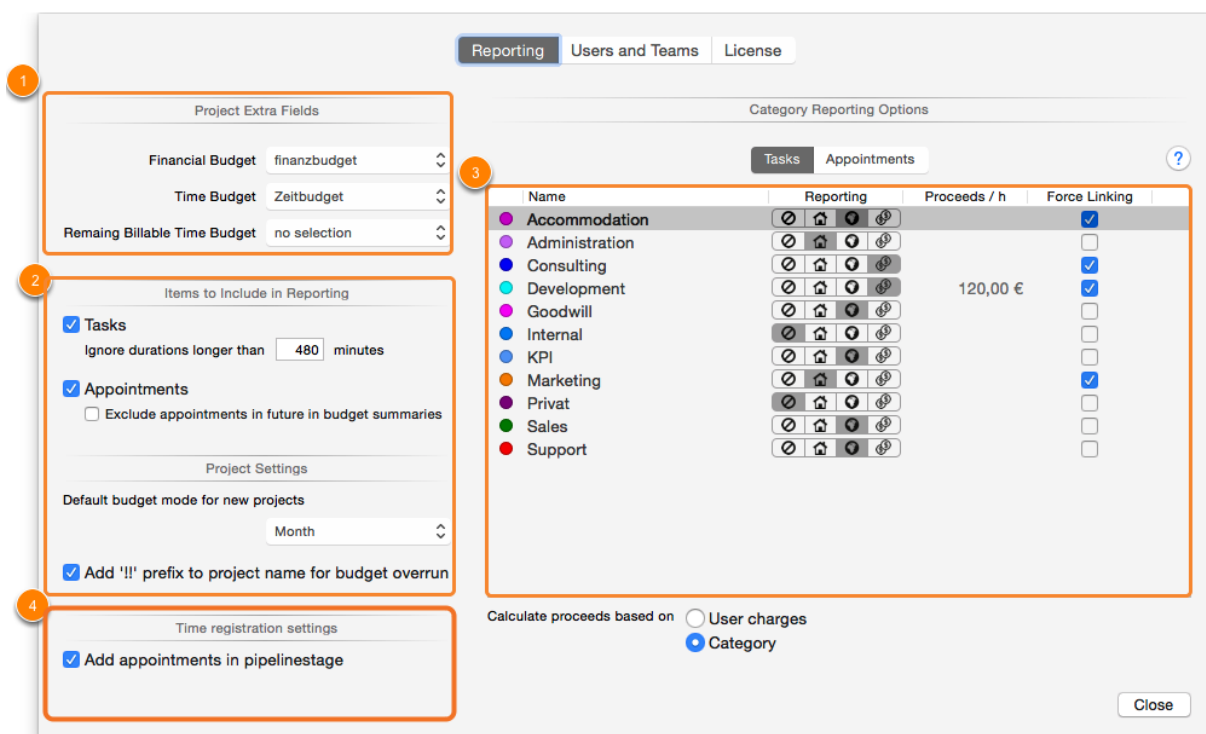 Reporting Users and Teams License
1
Project Extra Fields
Financial Budget finanzbudget
Time Budget Zeitbudget
Remaing Billable Time Budget no selection
2
Items to Include in Reporting
Tasks
Ignore durations longer than 480 minutes
Appointments
Exclude appointments in future in budget summaries
Project Settings
Default budget mode for new projects
Month
Add '!!' prefix to project name for budget overrun
4
Time registration settings
Add appointments in pipelinestage
Category Reporting Options
Tasks Appointments
?
3
Name Reporting Proceeds / h Force Linking
Accommodation
Administration
Consulting
Development 120,00 €
Goodwill
Internal
KPI
Marketing
Privat
Sales
Support
Calculate proceeds based on User charges
Category
Close